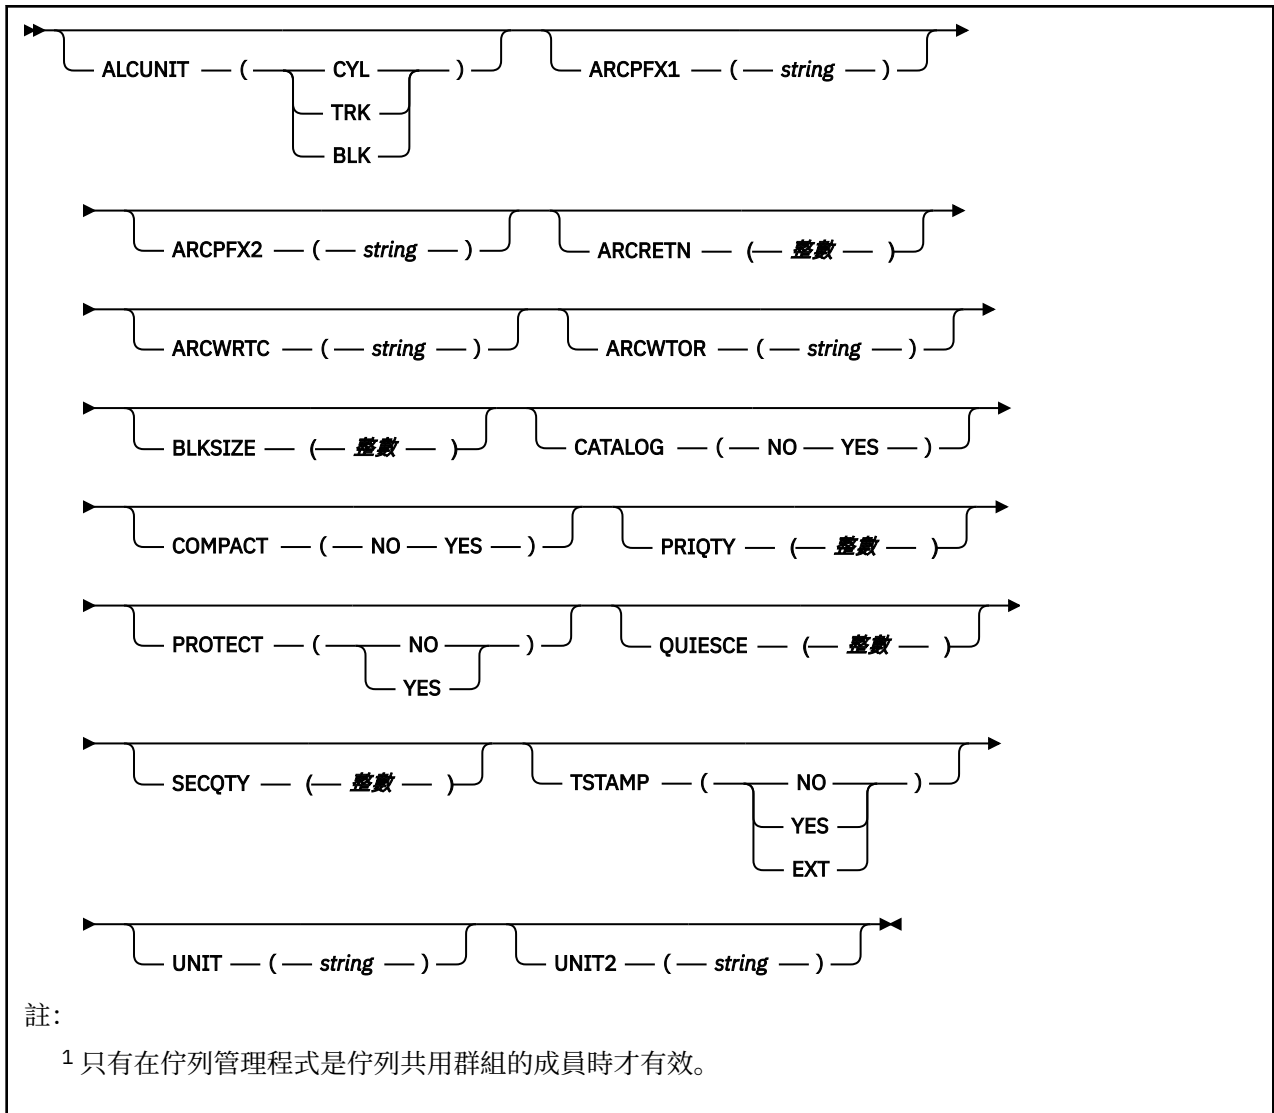 ALCUNIT ( CYL ) ARCPFX1 ( string )
TRK
BLK
ARCPFX2 ( string ) ARCRETN ( 整數 )
ARCWRTC ( string ) ARCWTOR ( string )
BLKSIZE ( 整數 ) CATALOG ( NO YES )
COMPACT ( NO YES ) PRIQTY ( 整數 )
PROTECT ( NO ) QUIESCE ( 整數 )
YES
SECQTY ( 整數 ) TSTAMP ( NO )
YES
EXT
UNIT ( string ) UNIT2 ( string )
註:
1 只有在佇列管理程式是佇列共用群組的成員時才有效。